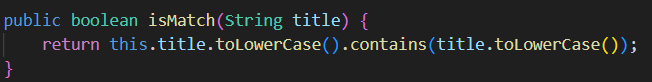 public boolean isMatch(String title) {
    return this.title.toLowerCase().contains(title.toLowerCase());
}